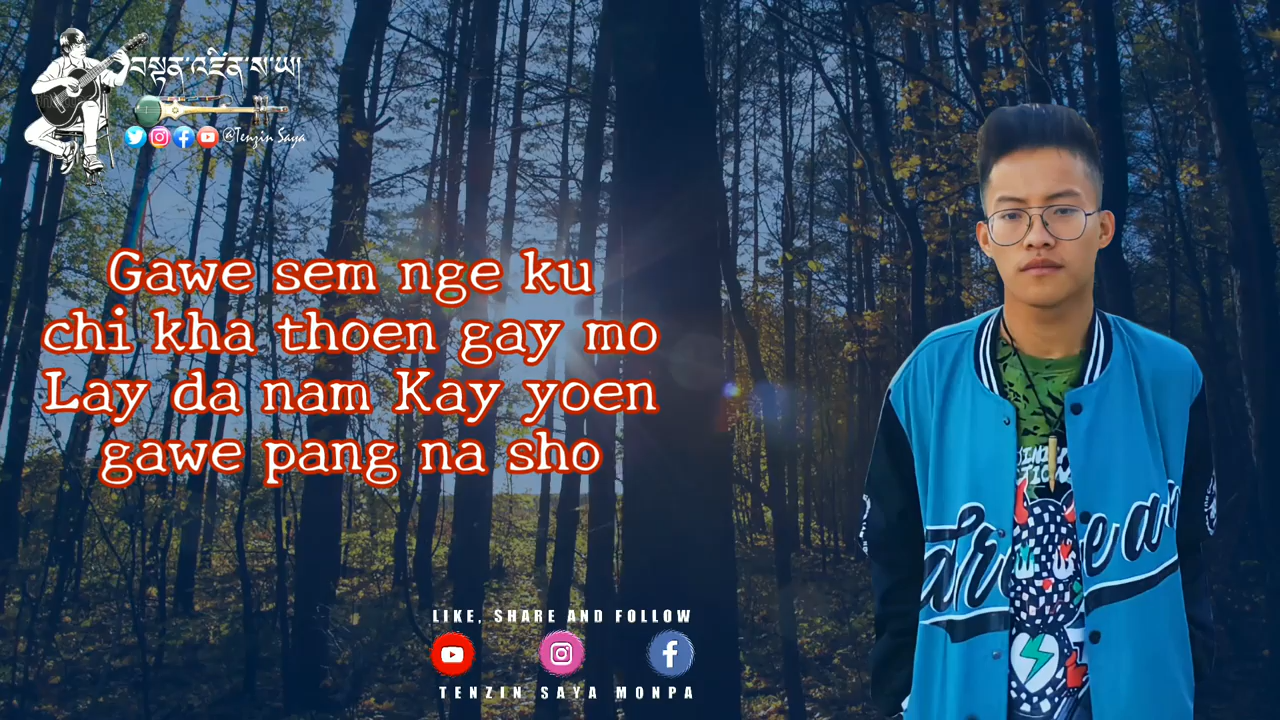 བསྟན་འཛིན་ས་ཡ།
@Tenzin Saya
Gawe sem nge ku
chi kha thoen gay mo
Lay da nam Kay yoen
gawe pang na sho
LIKE, SHARE AND FOLLOW
TENZIN SAYA MONPA